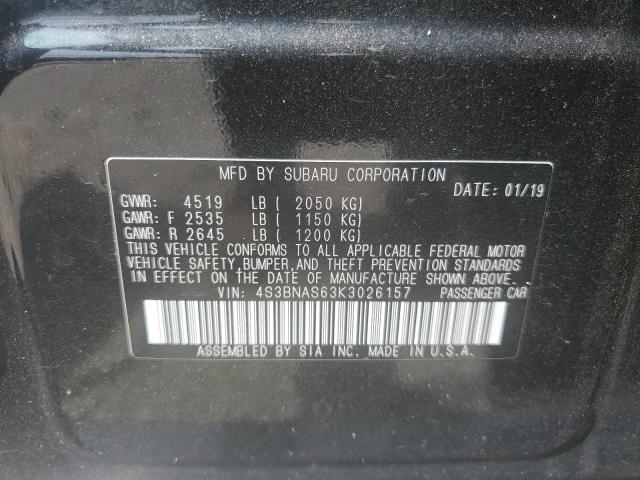 MFD BY SUBARU CORPORATION
DATE: 01/19
GVWR: 4519 LB ( 2050 KG)
GAWR: F 2535 LB ( 1150 KG)
GAWR: R 2645 LB ( 1200 KG)
THIS VEHICLE CONFORMS TO ALL APPLICABLE FEDERAL MOTOR
VEHICLE SAFETY, BUMPER, AND THEFT PREVENTION STANDARDS
IN EFFECT ON THE DATE OF MANUFACTURE SHOWN ABOVE.
VIN: 4S3BNAS63K3026157 PASSENGER CAR
ASSEMBLED BY SIA INC. MADE IN U.S.A.